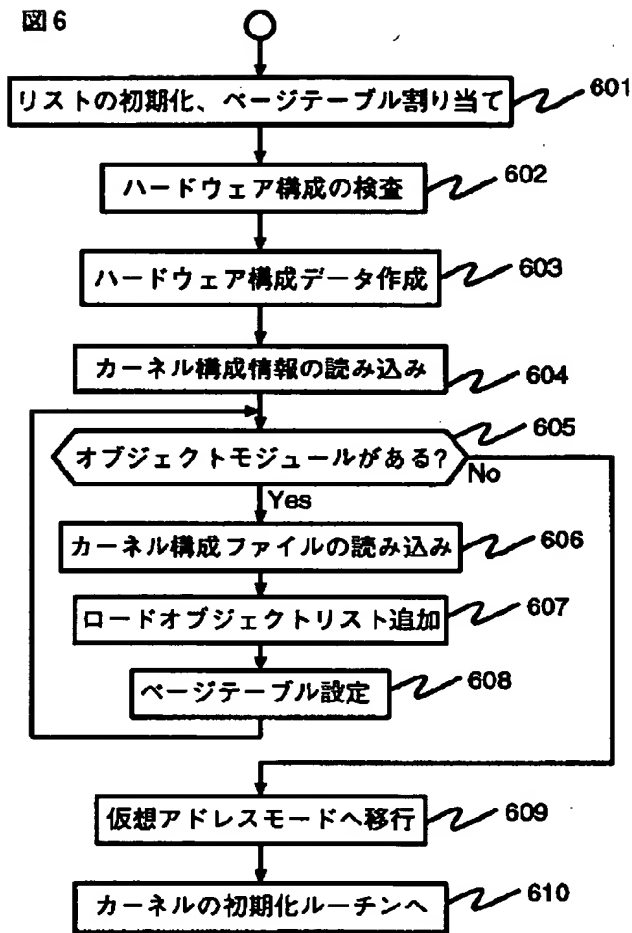 図6
リストの初期化、ページテーブル割り当て
601
ハードウェア構成の検査
602
ハードウェア構成データ作成
603
カーネル構成情報の読み込み
604
オブジェクトモジュールがある?
605
No
Yes
カーネル構成ファイルの読み込み
606
ロードオブジェクトリスト追加
607
ページテーブル設定
608
仮想アドレスモードへ移行
609
カーネルの初期化ルーチンへ
610